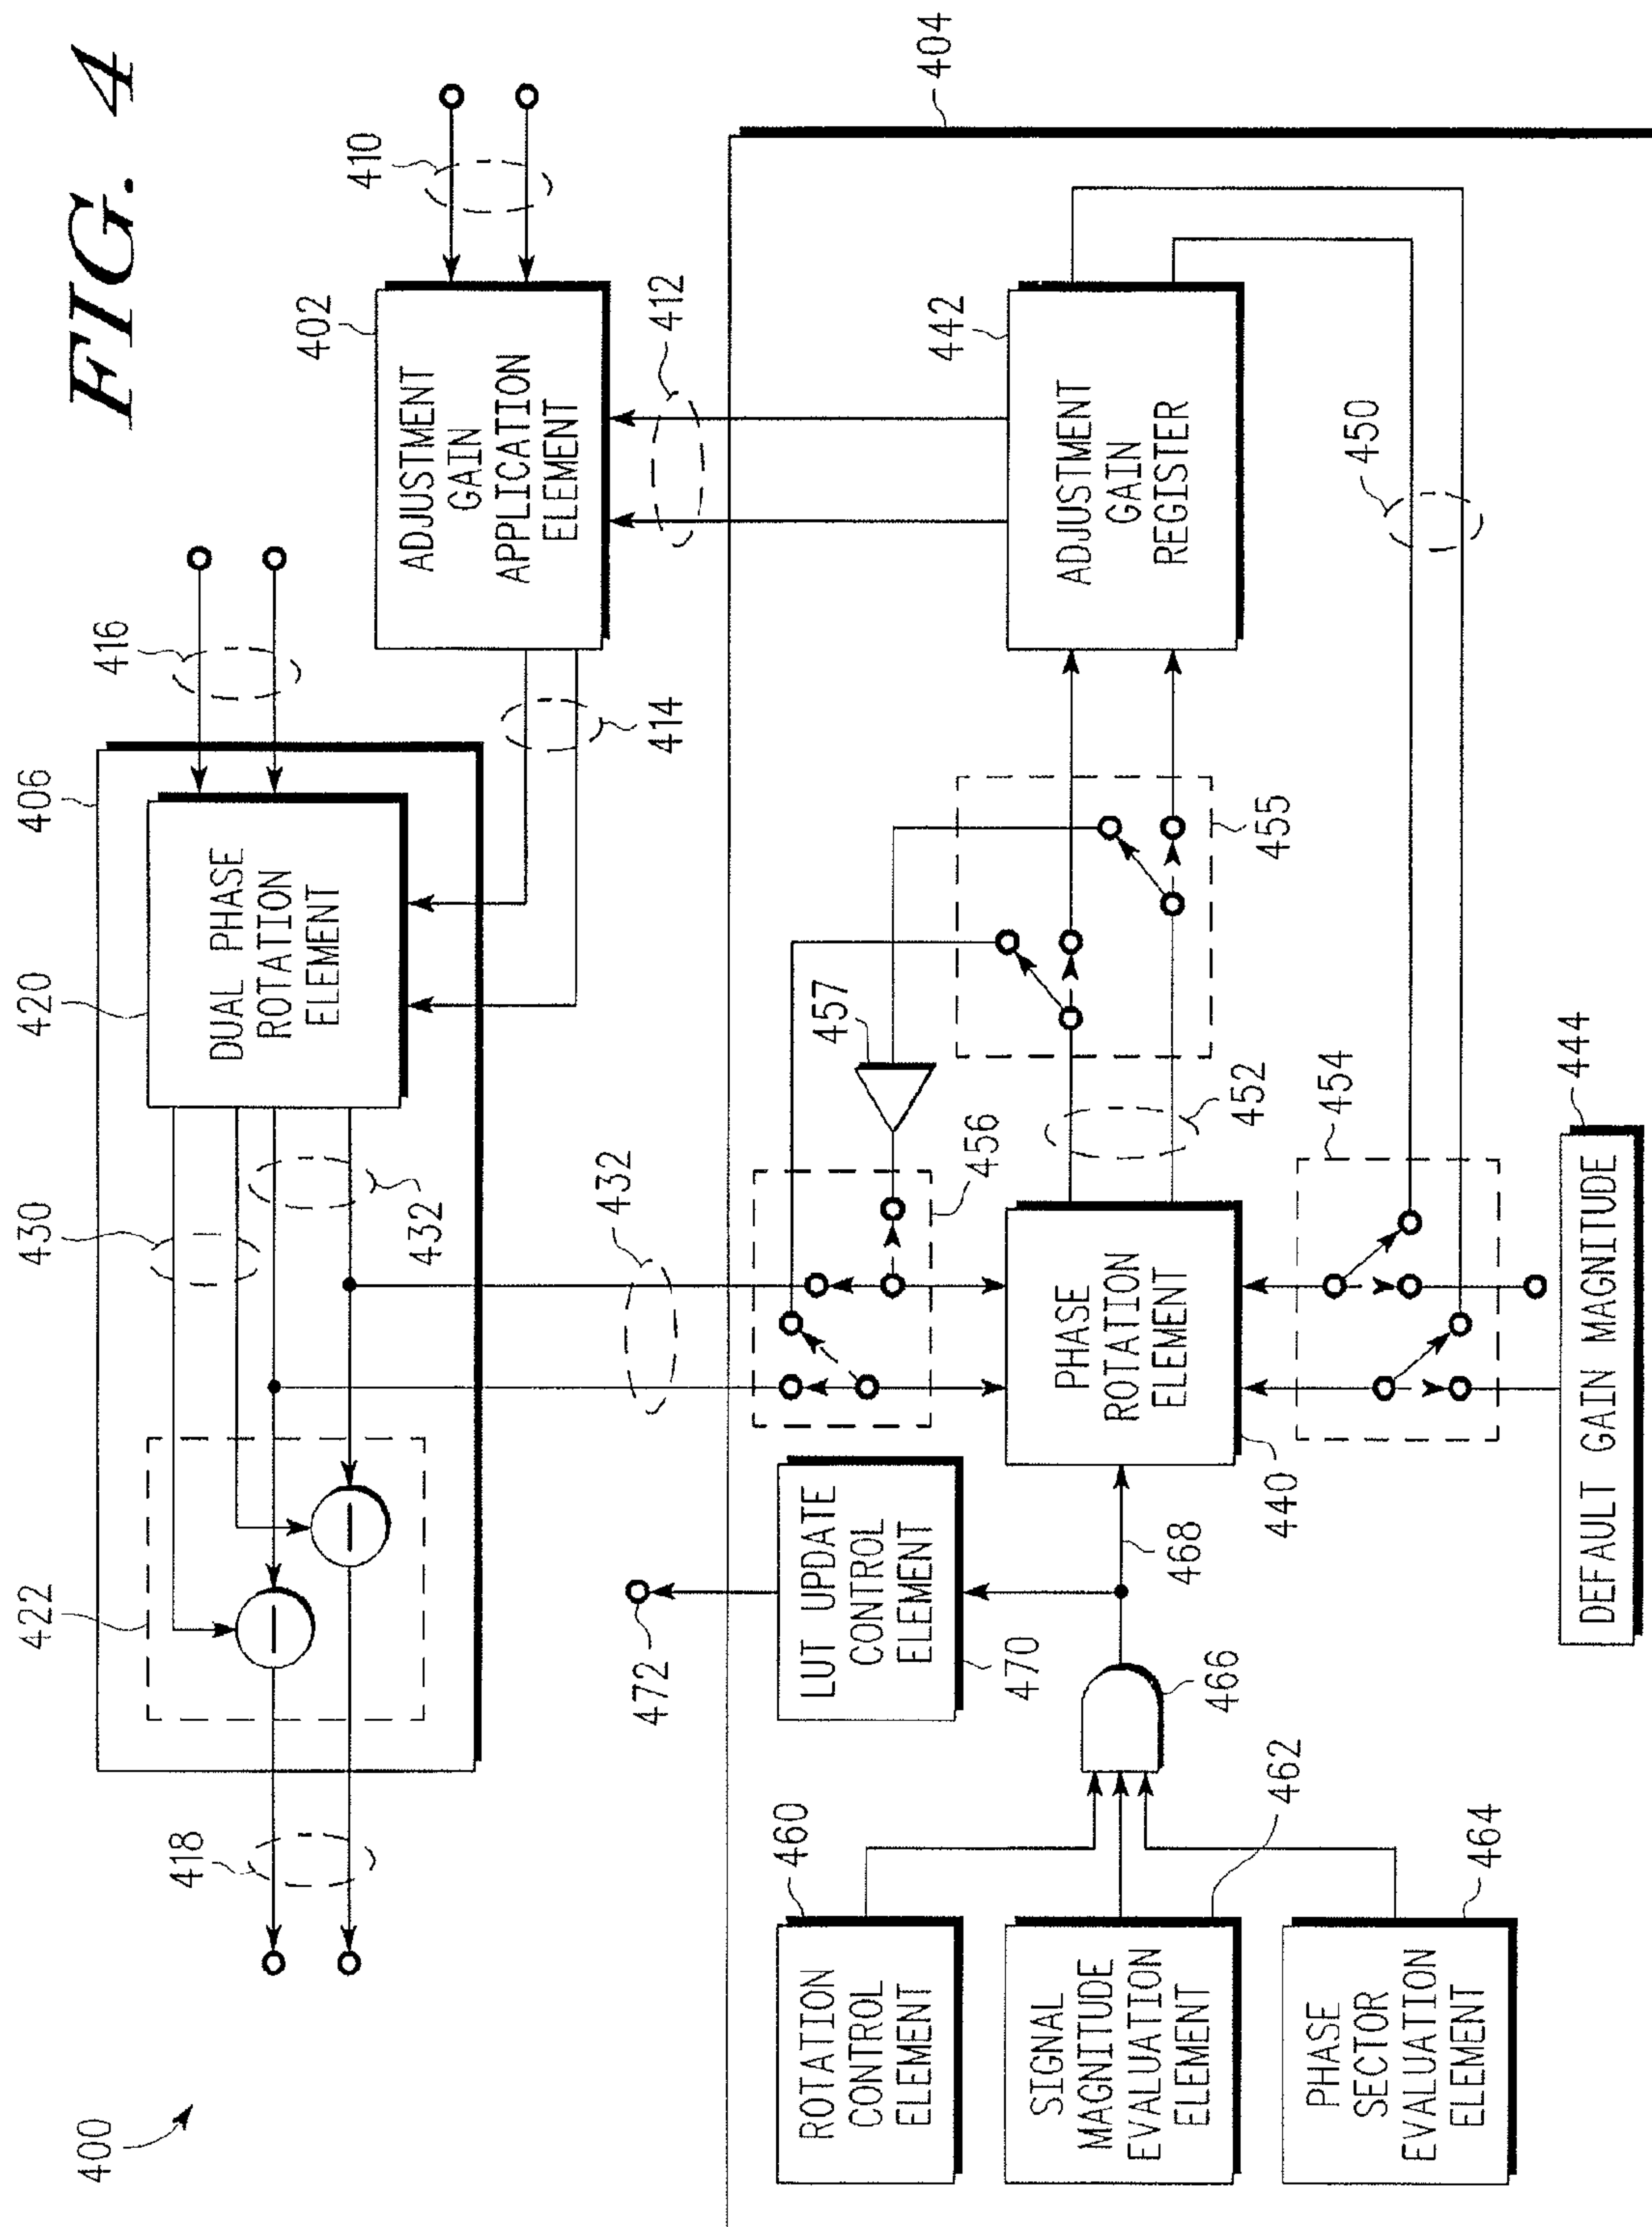 FIG. 4
400
418
422
430
420
406
416
432
414
402
410
DUAL PHASE
ROTATION
ELEMENT
ADJUSTMENT
GAIN
APPLICATION
ELEMENT
412
404
432
472
460
ROTATION
CONTROL
ELEMENT
LUT UPDATE
CONTROL
ELEMENT
470
456
457
462
SIGNAL
MAGNITUDE
EVALUATION
ELEMENT
466
468
PHASE
ROTATION
ELEMENT
440
452
455
442
ADJUSTMENT
GAIN
REGISTER
464
PHASE
SECTOR
EVALUATION
ELEMENT
454
450
444
DEFAULT GAIN MAGNITUDE